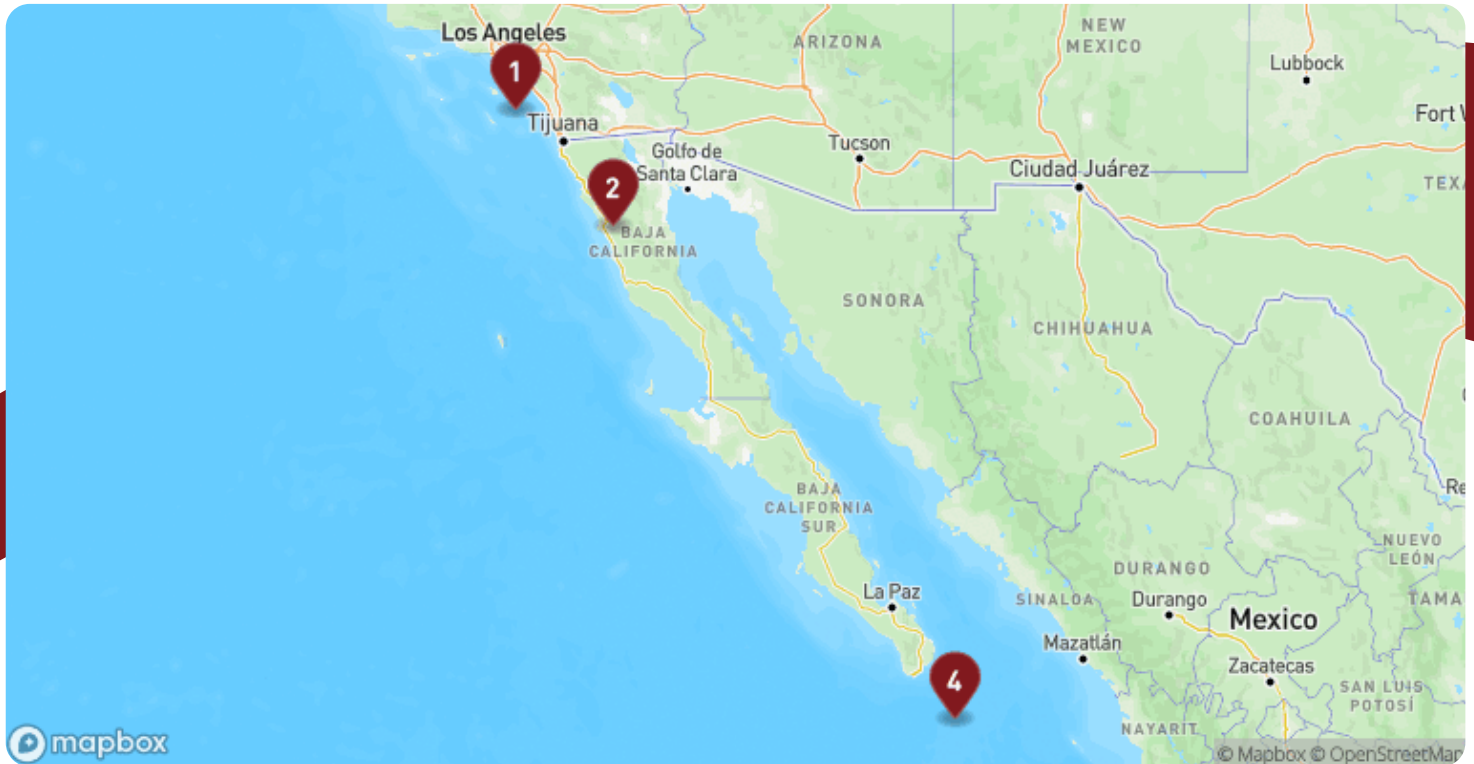 Los Angeles
1
ARIZONA
NEW
MEXICO
Lubbock
Fort
Tijuana
Tucson
Golfo de
Santa Clara
Ciudad Juárez
TEX
2
BAJA
CALIFORNIA
SONORA
CHIHUAHUA
COAHUILA
BAJA
CALIFORNIA
SUR
Re
NUEVO
LEÓN
DURANGO
La Paz
SINALOA
Durango
TAMA
Mexico
Mazatlán
Zacatecas
4
SAN LUIS
POTOSÍ
NAYARIT
mapbox
© Mapbox © OpenStreetMap